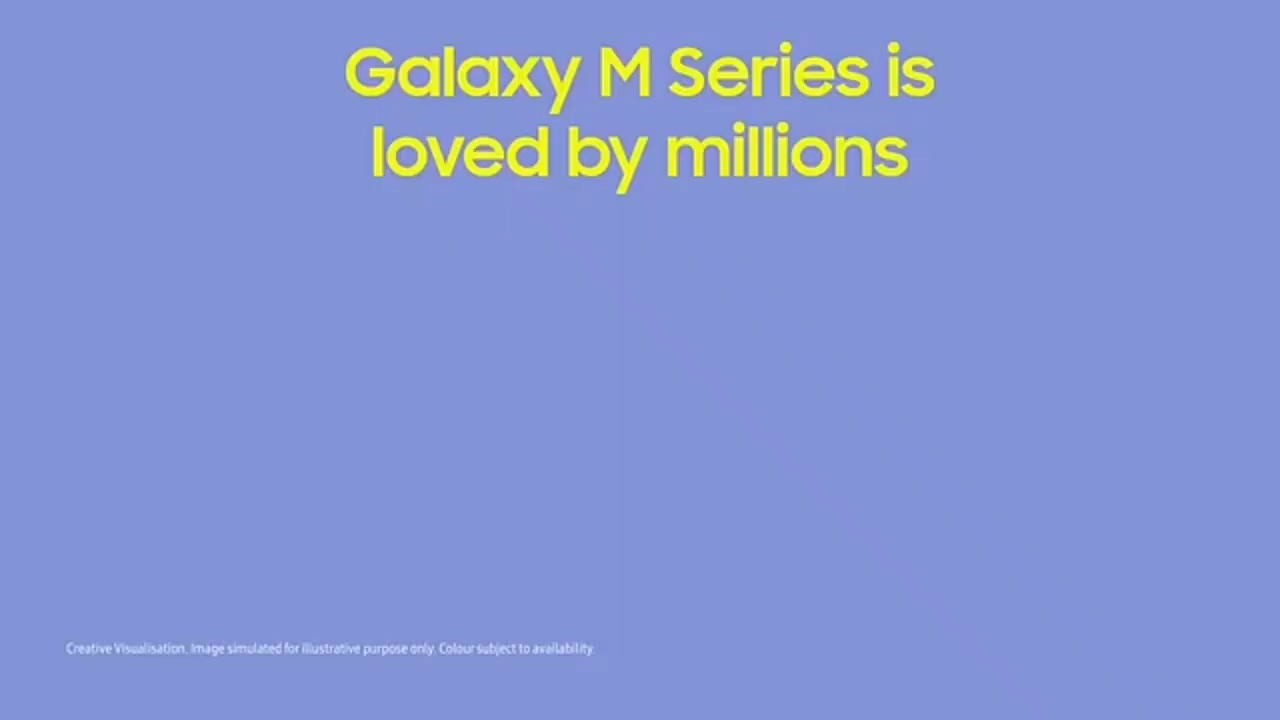 Galaxy M Series is
loved by millions
Creative Visualisation. Image simulated for illustrative purpose only. Colour subject to availability.